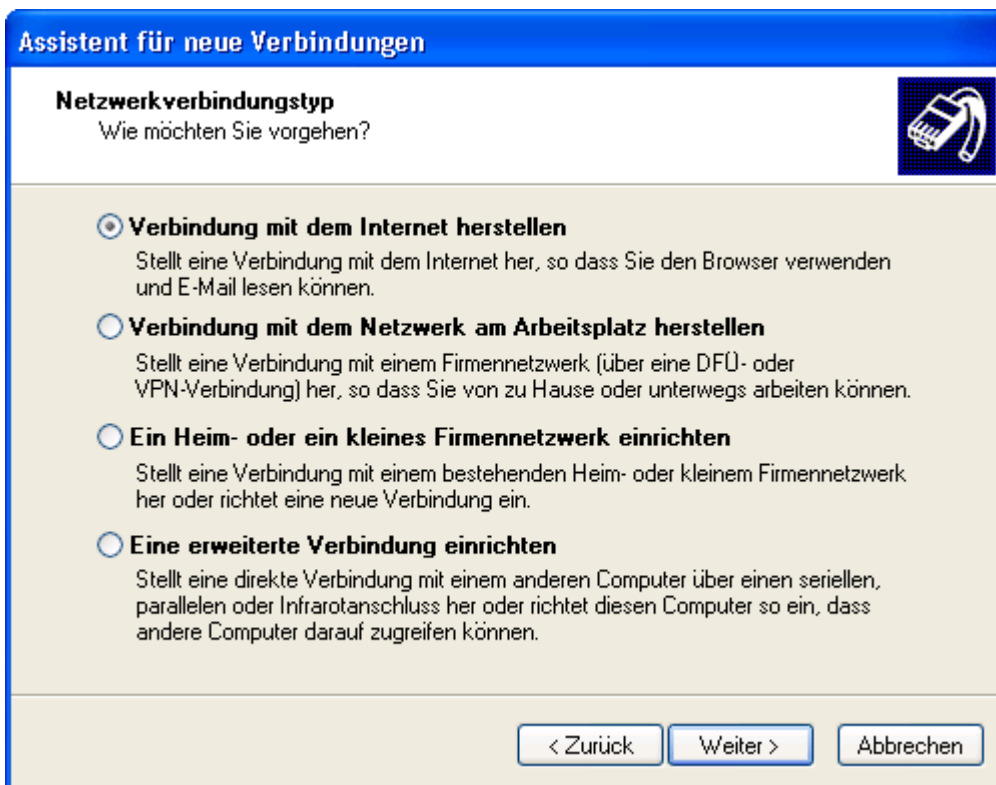 Assistent für neue Verbindungen
Netzwerkverbindungstyp
Wie möchten Sie vorgehen?
Verbindung mit dem Internet herstellen
Stellt eine Verbindung mit dem Internet her, so dass Sie den Browser verwenden
und E-Mail lesen können.
Verbindung mit dem Netzwerk am Arbeitsplatz herstellen
Stellt eine Verbindung mit einem Firmennetzwerk (über eine DFÜ- oder
VPN-Verbindung) her, so dass Sie von zu Hause oder unterwegs arbeiten können.
Ein Heim- oder ein kleines Firmennetzwerk einrichten
Stellt eine Verbindung mit einem bestehenden Heim- oder kleinem Firmennetzwerk
her oder richtet eine neue Verbindung ein.
Eine erweiterte Verbindung einrichten
Stellt eine direkte Verbindung mit einem anderen Computer über einen seriellen,
parallelen oder Infrarotanschluss her oder richtet diesen Computer so ein, dass
andere Computer darauf zugreifen können.
< Zurück Weiter > Abbrechen